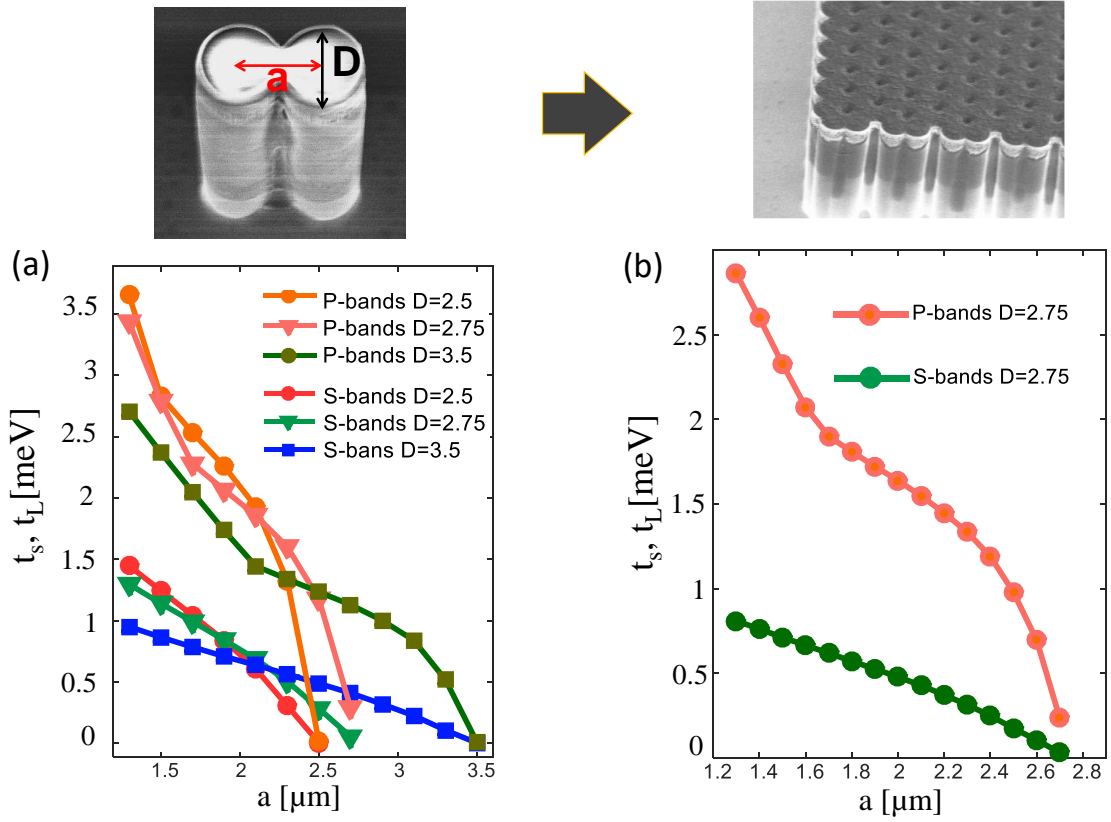 D
a
(a)
P-bands D=2.5
P-bands D=2.75
P-bands D=3.5
S-bands D=2.5
S-bands D=2.75
S-bans D=3.5
t_s, t_L[meV]
3.5
3
2.5
2
1.5
1
0.5
0
1.5 2 2.5 3 3.5
a [µm]
(b)
P-bands D=2.75
S-bands D=2.75
t_s, t_L[meV]
2.5
2
1.5
1
0.5
0
1.2 1.4 1.6 1.8 2 2.2 2.4 2.6 2.8
a [µm]